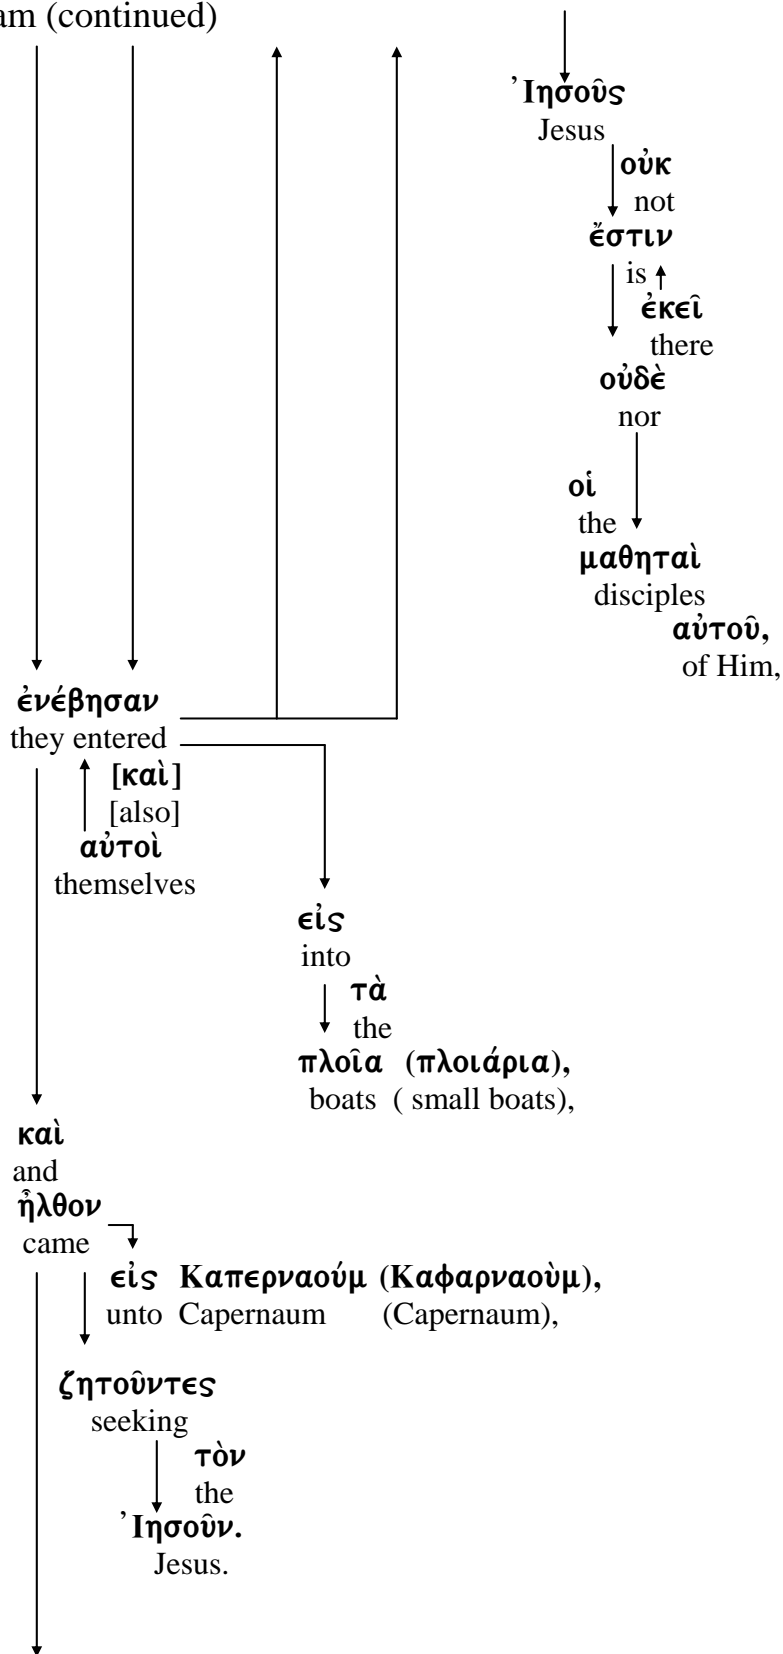 am (continued)
Ἰησοῦς
Jesus
οὐκ
not
ἔστιν
is
ἐκεῖ
there
οὐδὲ
nor
οἱ
the
μαθηταὶ
disciples
αὐτοῦ,
of Him,
ἐνέβησαν
they entered
[καὶ]
[also]
αὐτοὶ
themselves
εἰς
into
τὰ
the
πλοῖα (πλοιάρια),
boats ( small boats),
καὶ
and
ἦλθον
came
εἰς Καπερναούμ (Καφαρναοὺμ),
unto Capernaum (Capernaum),
ζητοῦντες
seeking
τὸν
the
Ἰησοῦν.
Jesus.